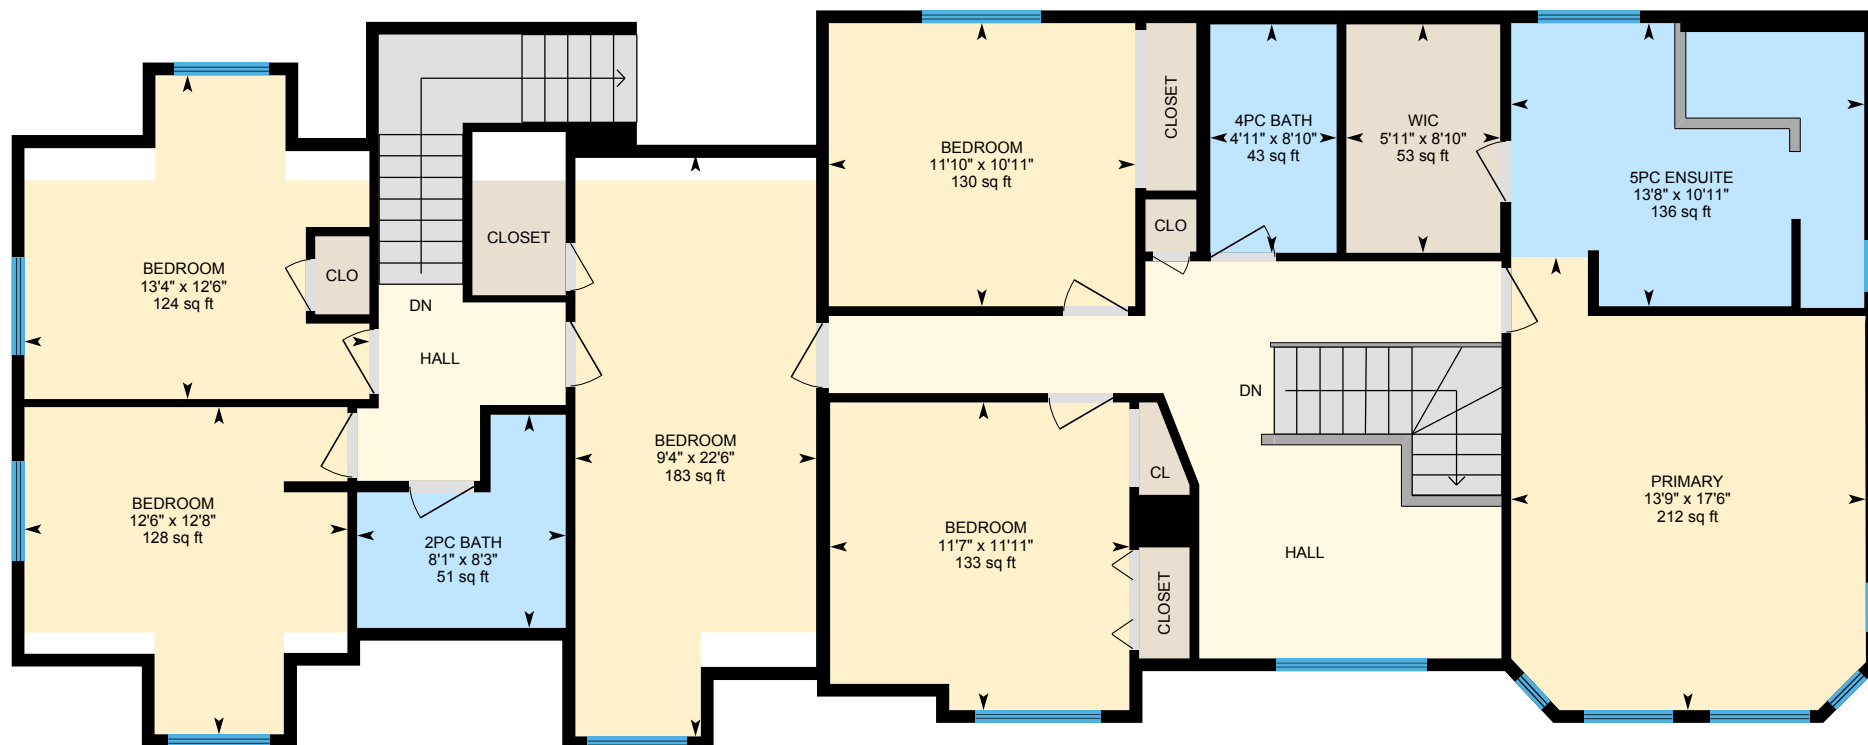 BEDROOM
13'4" x 12'6"
124 sq ft
CLO
DN
HALL
CLOSET
BEDROOM
12'6" x 12'8"
128 sq ft
2PC BATH
8'1" x 8'3"
51 sq ft
BEDROOM
9'4" x 22'6"
183 sq ft
BEDROOM
11'10" x 10'11"
130 sq ft
CLOSET
CLO
4PC BATH
4'11" x 8'10"
43 sq ft
WIC
5'11" x 8'10"
53 sq ft
5PC ENSUITE
13'8" x 10'11"
136 sq ft
DN
HALL
BEDROOM
11'7" x 11'11"
133 sq ft
CL
CLOSET
PRIMARY
13'9" x 17'6"
212 sq ft